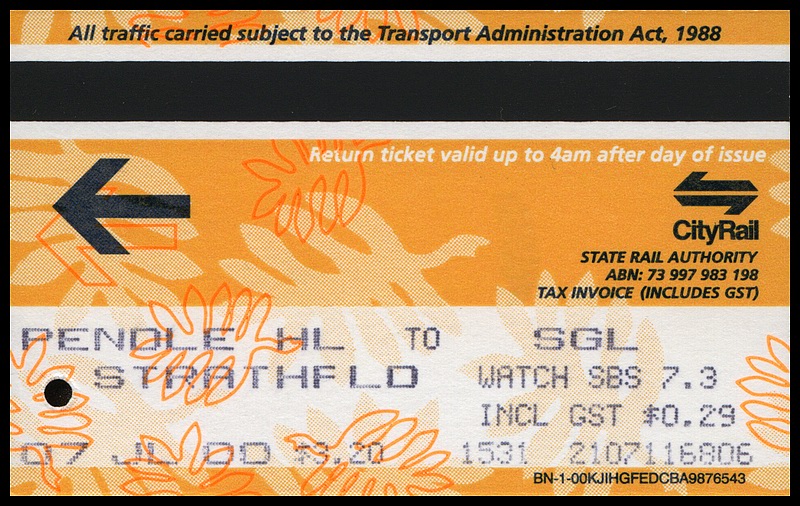 All traffic carried subject to the Transport Administration Act, 1988
Return ticket valid up to 4am after day of issue
CityRail
STATE RAIL AUTHORITY
ABN: 73 997 983 198
TAX INVOICE (INCLUDES GST)
PENDLE HL TO SGL
STRATHFLD WATCH SBS 7.3
INCL GST $0.29
07 JL 00 $3.20 1531 2107116806
BN-1-00KJIHGFEDCBA9876543